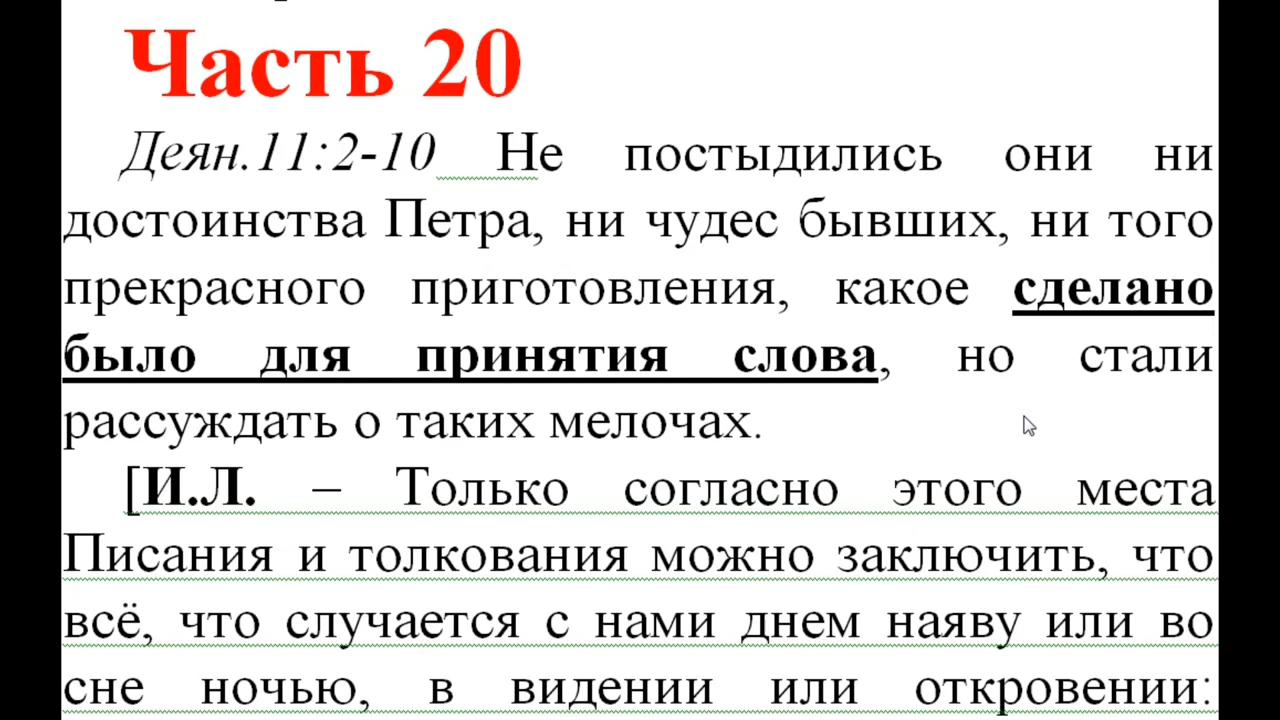 Часть 20
Деян.11:2-10 Не постыдились они ни
достоинства Петра, ни чудес бывших, ни того
прекрасного приготовления, какое сделано
было для принятия слова, но стали
рассуждать о таких мелочах.
[И.Л. – Только согласно этого места
Писания и толкования можно заключить, что
всё, что случается с нами днем наяву или во
сне ночью, в видении или откровении: